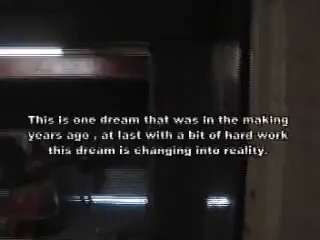 This is one dream that was in the making
years ago , at last with a bit of hard work
this dream is changing into reality.